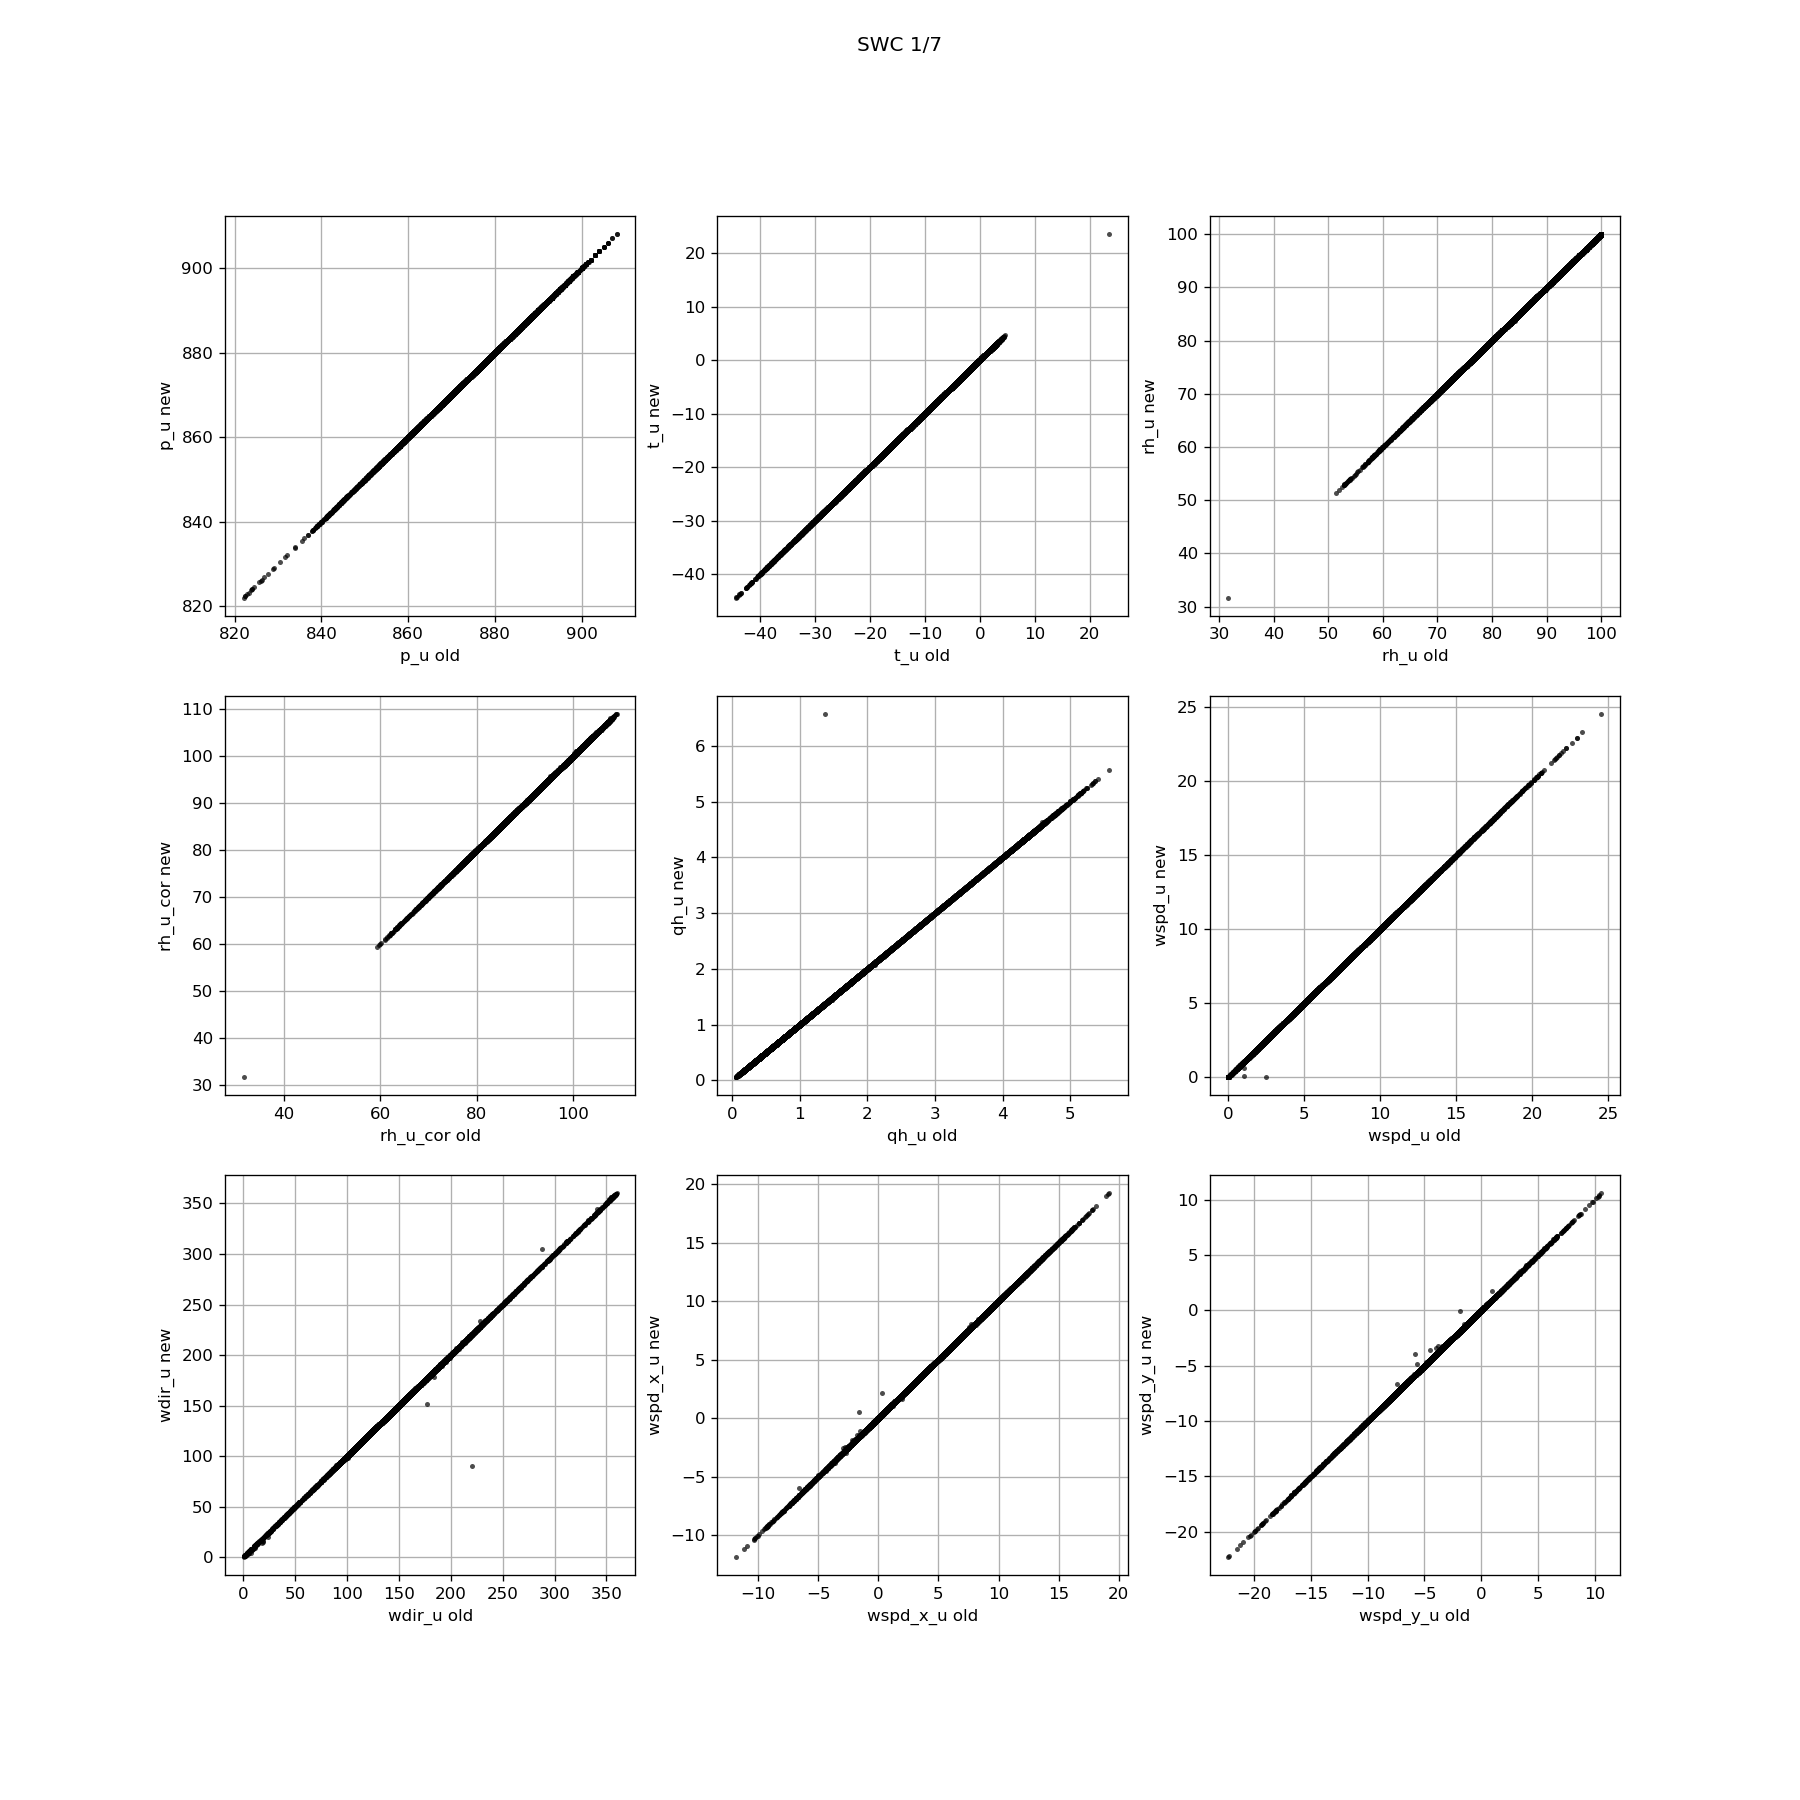 SWC 1/7
p_u new
900
880
860
840
820
820 840 860 880 900
p_u old
t_u new
20
10
0
−10
−20
−30
−40
−40 −30 −20 −10 0 10 20
t_u old
rh_u new
100
90
80
70
60
50
40
30
30 40 50 60 70 80 90 100
rh_u old
rh_u_cor new
110
100
90
80
70
60
50
40
30
40 60 80 100
rh_u_cor old
qh_u new
6
5
4
3
2
1
0
0 1 2 3 4 5
qh_u old
wspd_u new
25
20
15
10
5
0
0 5 10 15 20 25
wspd_u old
wdir_u new
350
300
250
200
150
100
50
0
0 50 100 150 200 250 300 350
wdir_u old
wspd_x_u new
20
15
10
5
0
−5
−10
−10 −5 0 5 10 15 20
wspd_x_u old
wspd_y_u new
10
5
0
−5
−10
−15
−20
−20 −15 −10 −5 0 5 10
wspd_y_u old